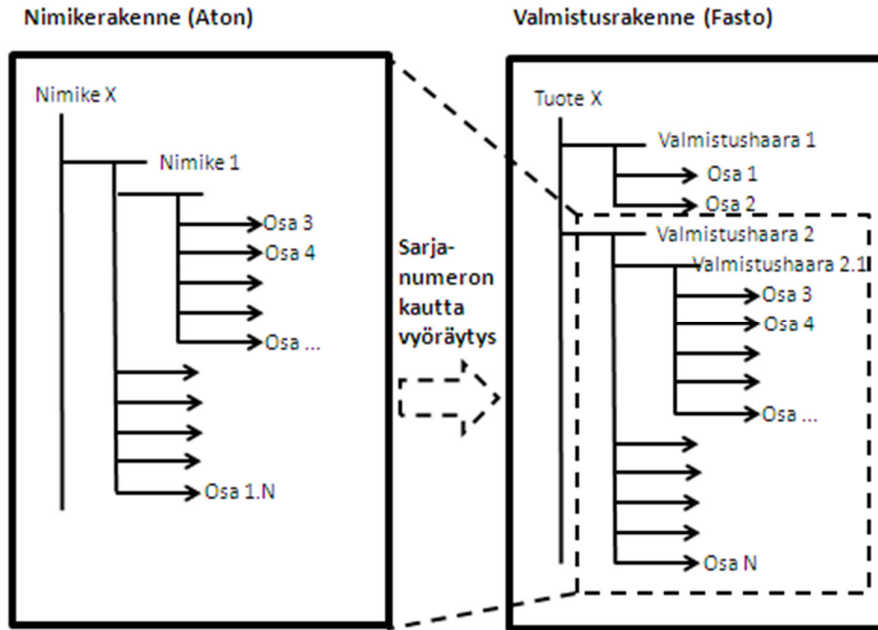 Nimikerakenne (Aton)
Nimike X
Nimike 1
Osa 3
Osa 4
Osa ...
Osa 1.N
Sarja-
numeron
kautta
vyöräytys
Valmistusrakenne (Fasto)
Tuote X
Valmistushaara 1
Osa 1
Osa 2
Valmistushaara 2
Valmistushaara 2.1
Osa 3
Osa 4
Osa ...
Osa N